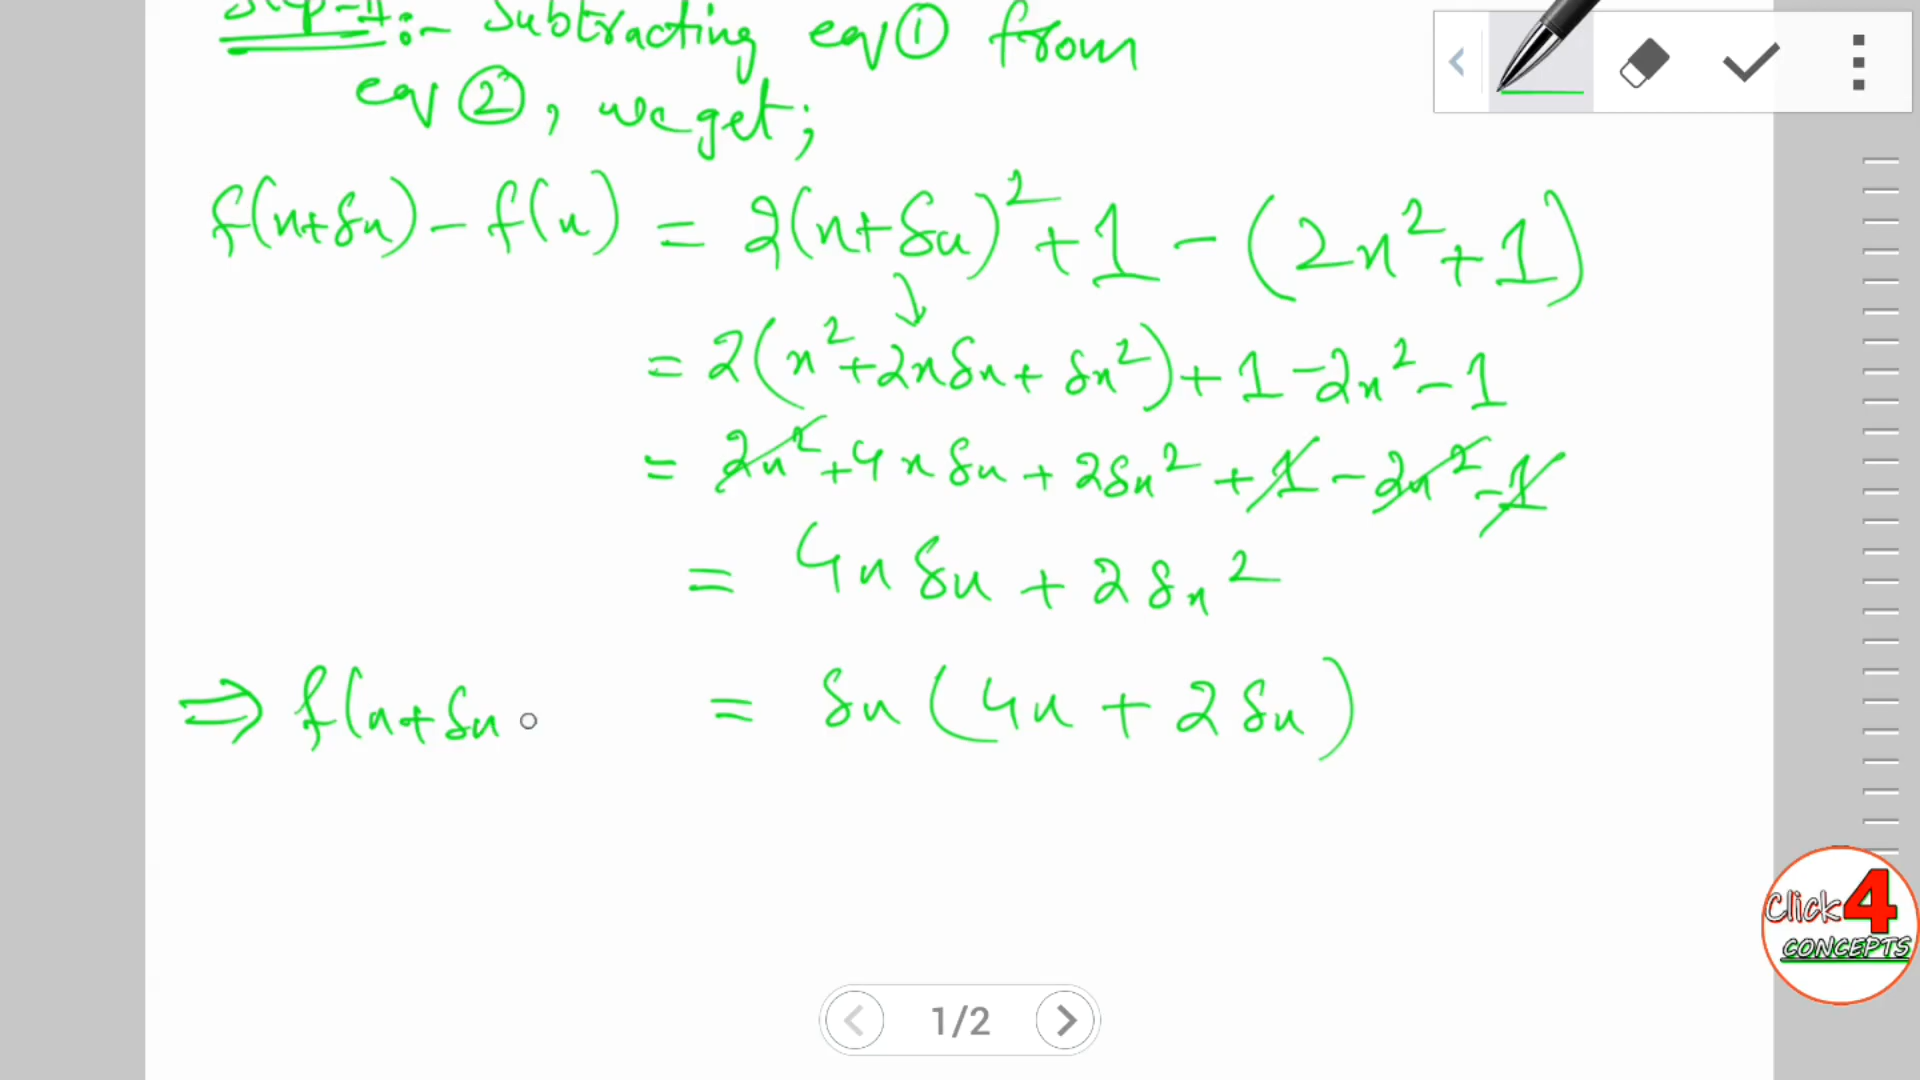 Step-II:- Subtracting eq ① from
eq ②, we get;
f(x+δx) - f(x) = 2(x+δx)² + 1 - (2x² + 1)
= 2(x² + 2xδx + δx²) + 1 - 2x² - 1
= 2x² + 4xδx + 2δx² + 1 - 2x² - 1
= 4xδx + 2δx²
⇒ f(x+δx = δx(4x + 2δx)
Click 4
CONCEPTS
1/2